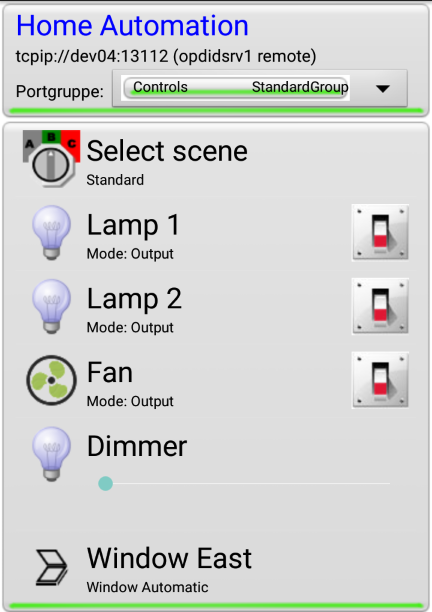 Home Automation
tcpip://dev04:13112 (opdidsrv1 remote)
Portgruppe: Controls StandardGroup
A B C
Select scene
Standard
Lamp 1
Mode: Output
Lamp 2
Mode: Output
Fan
Mode: Output
Dimmer
Window East
Window Automatic